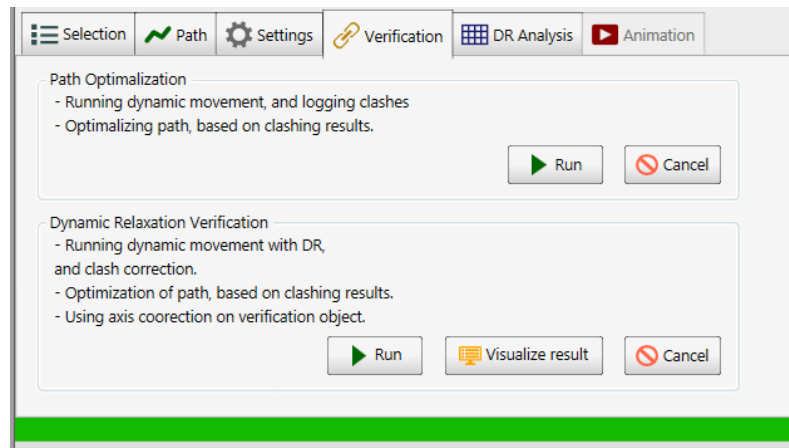 Selection Path Settings Verification DR Analysis Animation
Path Optimalization
- Running dynamic movement, and logging clashes
- Optimalizing path, based on clashing results.
Run Cancel
Dynamic Relaxation Verification
- Running dynamic movement with DR,
and clash correction.
- Optimization of path, based on clashing results.
- Using axis coorection on verification object.
Run Visualize result Cancel